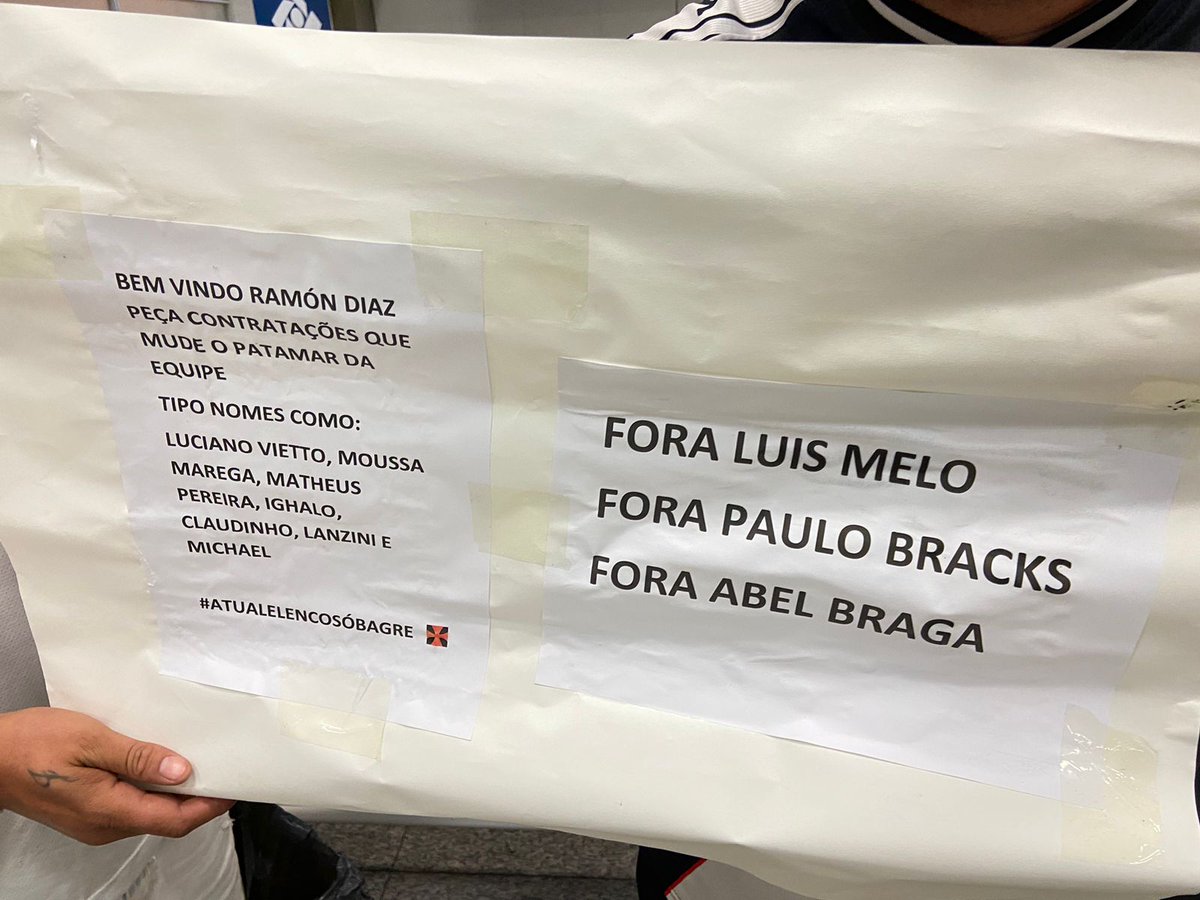 BEM VINDO RAMÓN DIAZ
PEÇA CONTRATAÇÕES QUE
MUDE O PATAMAR DA
EQUIPE
TIPO NOMES COMO:
LUCIANO VIETTO, MOUSSA
MAREGA, MATHEUS
PEREIRA, IGHALO,
CLAUDINHO, LANZINI E
MICHAEL
#ATUALELENCOSÓBAGRE
FORA LUIS MELO
FORA PAULO BRACKS
FORA ABEL BRAGA